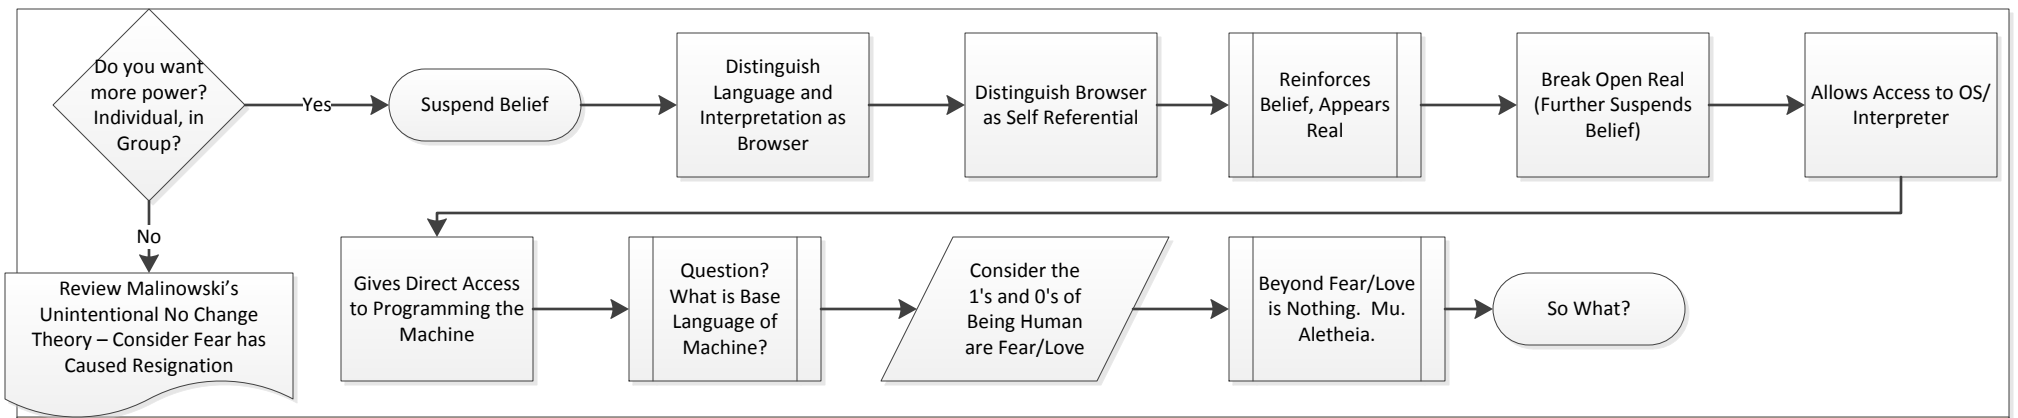 Do you want
more power?
Individual, in
Group?
Yes
Suspend Belief
Distinguish
Language and
Interpretation as
Browser
Distinguish Browser
as Self Referential
Reinforces
Belief, Appears
Real
Break Open Real
(Further Suspends
Belief)
Allows Access to OS/
Interpreter
No
Review Malinowski’s
Unintentional No Change
Theory – Consider Fear has
Caused Resignation
Gives Direct Access
to Programming the
Machine
Question?
What is Base
Language of
Machine?
Consider the
1's and 0's of
Being Human
are Fear/Love
Beyond Fear/Love
is Nothing.  Mu.
Aletheia.
So What?